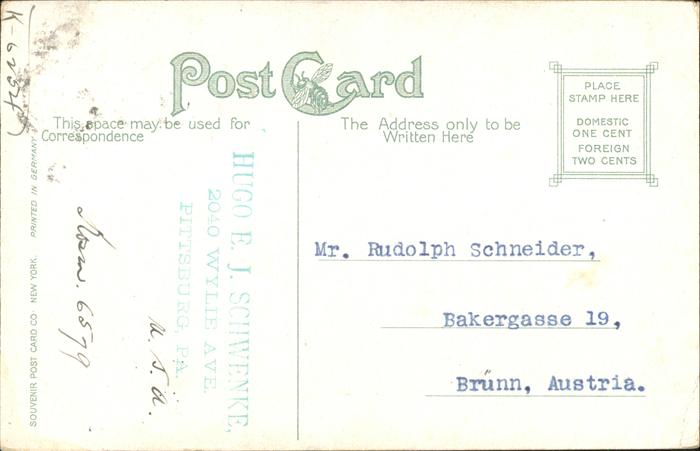 Post Card
This space may be used for
Correspondence
The Address only to be
Written Here
PLACE
STAMP HERE
DOMESTIC
ONE CENT
FOREIGN
TWO CENTS
Mr. Rudolph Schneider,
Bakergasse 19,
Brünn, Austria.
HUGO E. J. SCHWENKE,
2040 WYLIE AVE.
PITTSBURG, PA.
U. S. A.
6579
SOUVENIR POST CARD CO. NEW YORK. PRINTED IN GERMANY.